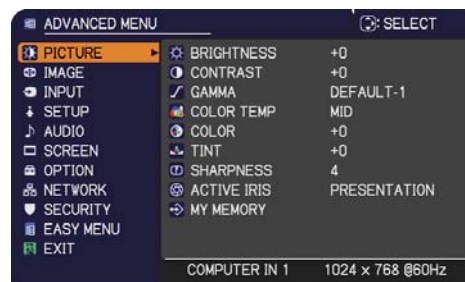 ADVANCED MENU : SELECT
PICTURE BRIGHTNESS +0
IMAGE CONTRAST +0
INPUT GAMMA DEFAULT-1
SETUP COLOR TEMP MID
AUDIO COLOR +0
SCREEN TINT +0
OPTION SHARPNESS 4
NETWORK ACTIVE IRIS PRESENTATION
SECURITY MY MEMORY
EASY MENU
EXIT
COMPUTER IN 1 1024 x 768 @60Hz